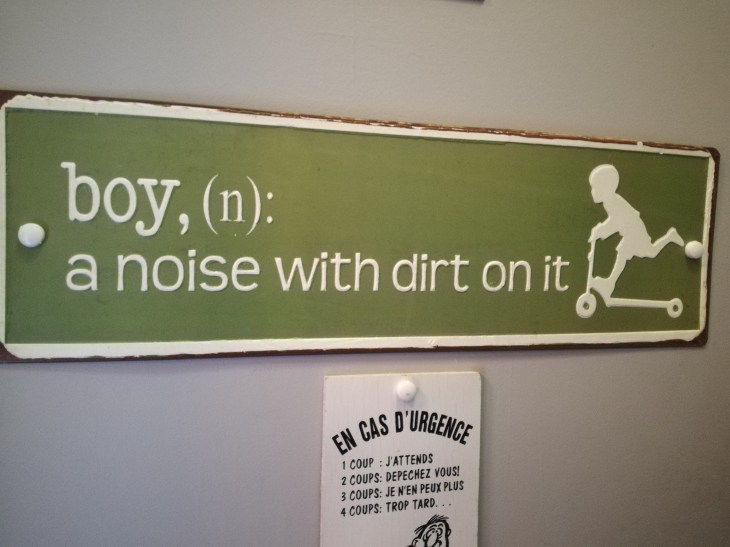 boy, (n):
a noise with dirt on it
EN CAS D'URGENCE
1 COUP : J'ATTENDS
2 COUPS: DEPECHEZ VOUS!
3 COUPS: JE N'EN PEUX PLUS
4 COUPS: TROP TARD...